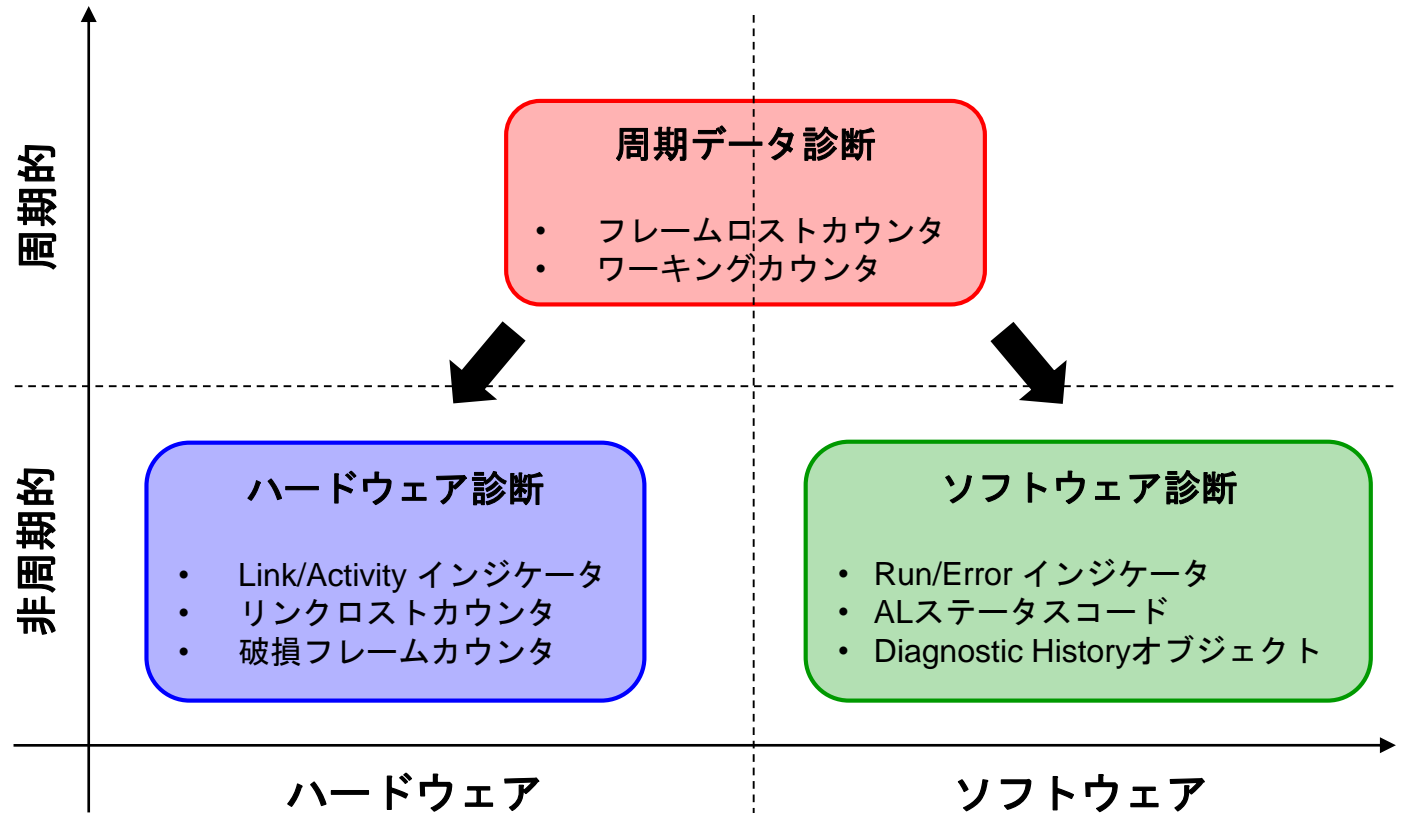 周期的
周期データ診断
• フレームロストカウンタ
• ワーキングカウンタ
非周期的
ハードウェア診断
• Link/Activity インジケータ
• リンクロストカウンタ
• 破損フレームカウンタ
ソフトウェア診断
• Run/Error インジケータ
• ALステータスコード
• Diagnostic Historyオブジェクト
ハードウェア
ソフトウェア